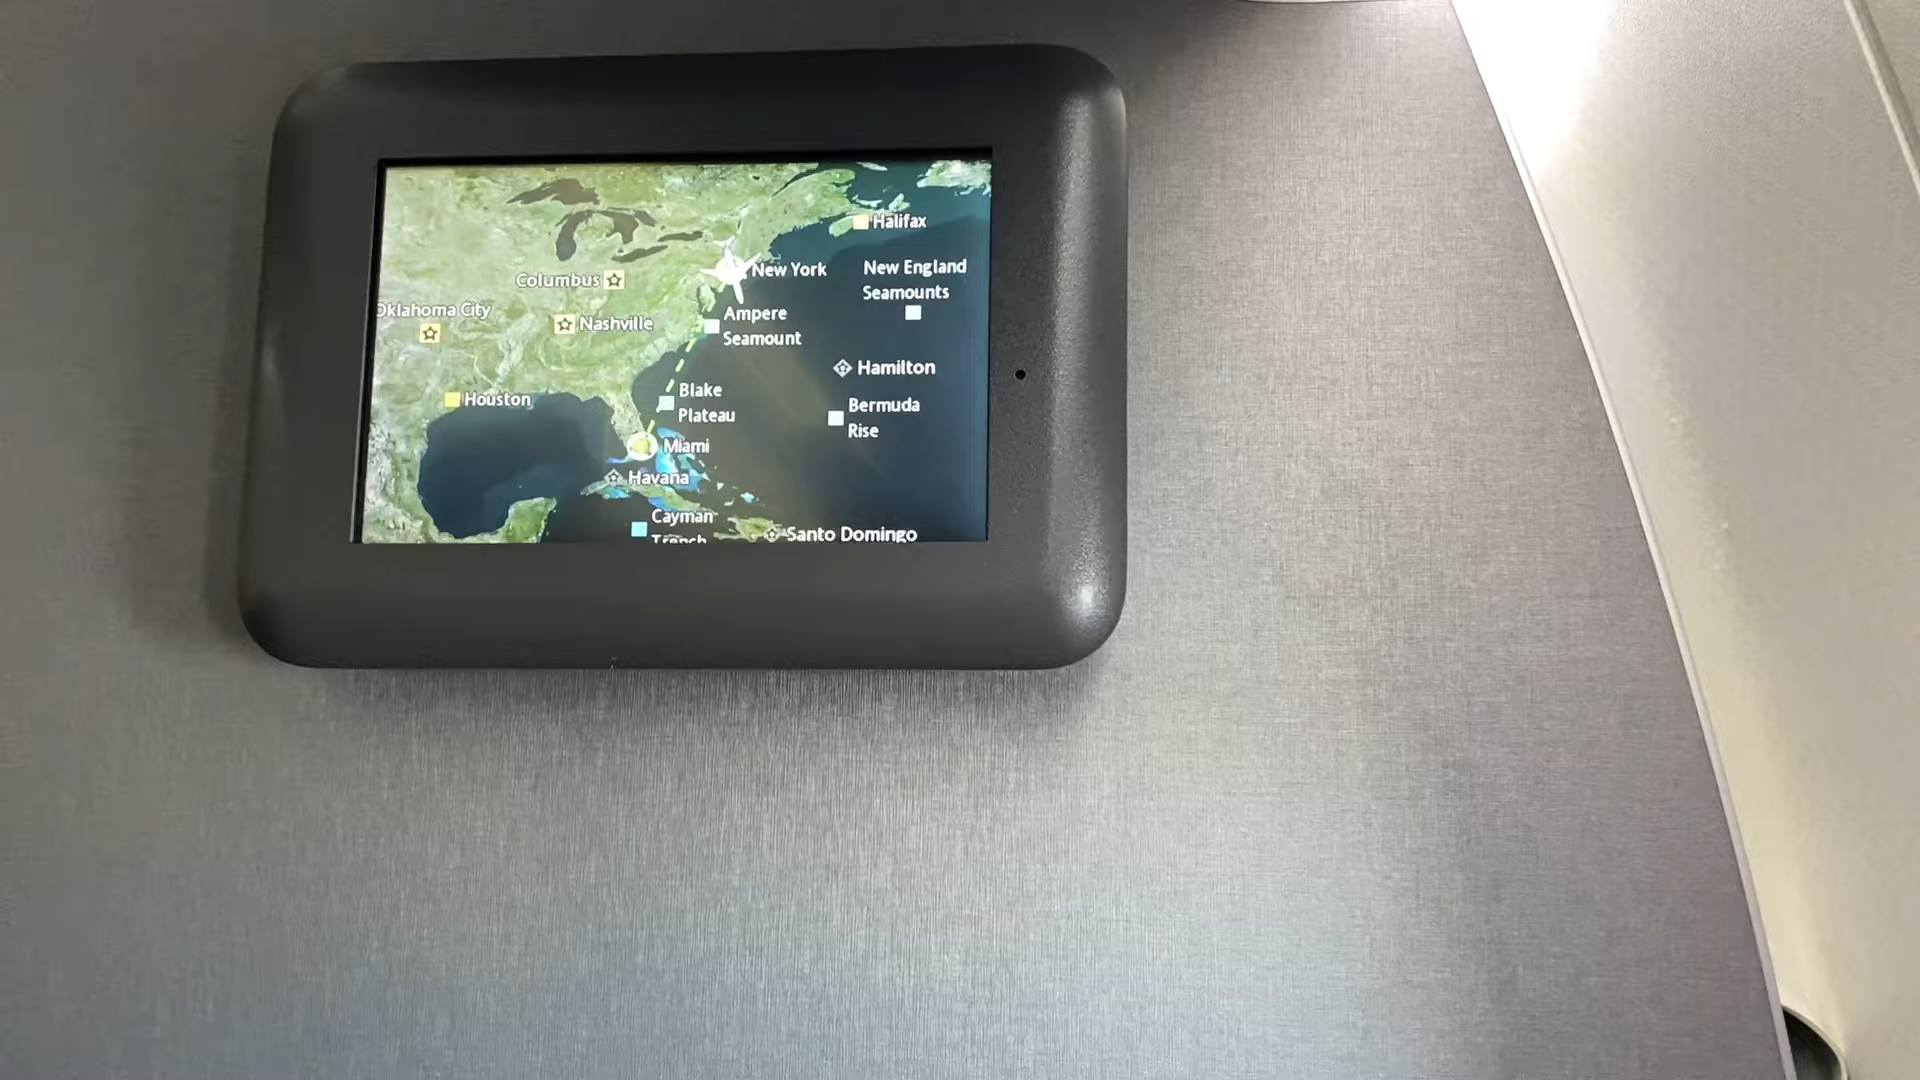 Halifax
New York
New England
Seamounts
Columbus
Oklahoma City
Nashville
Ampere
Seamount
Hamilton
Blake
Plateau
Houston
Bermuda
Rise
Miami
Havana
Cayman
Trench
Santo Domingo